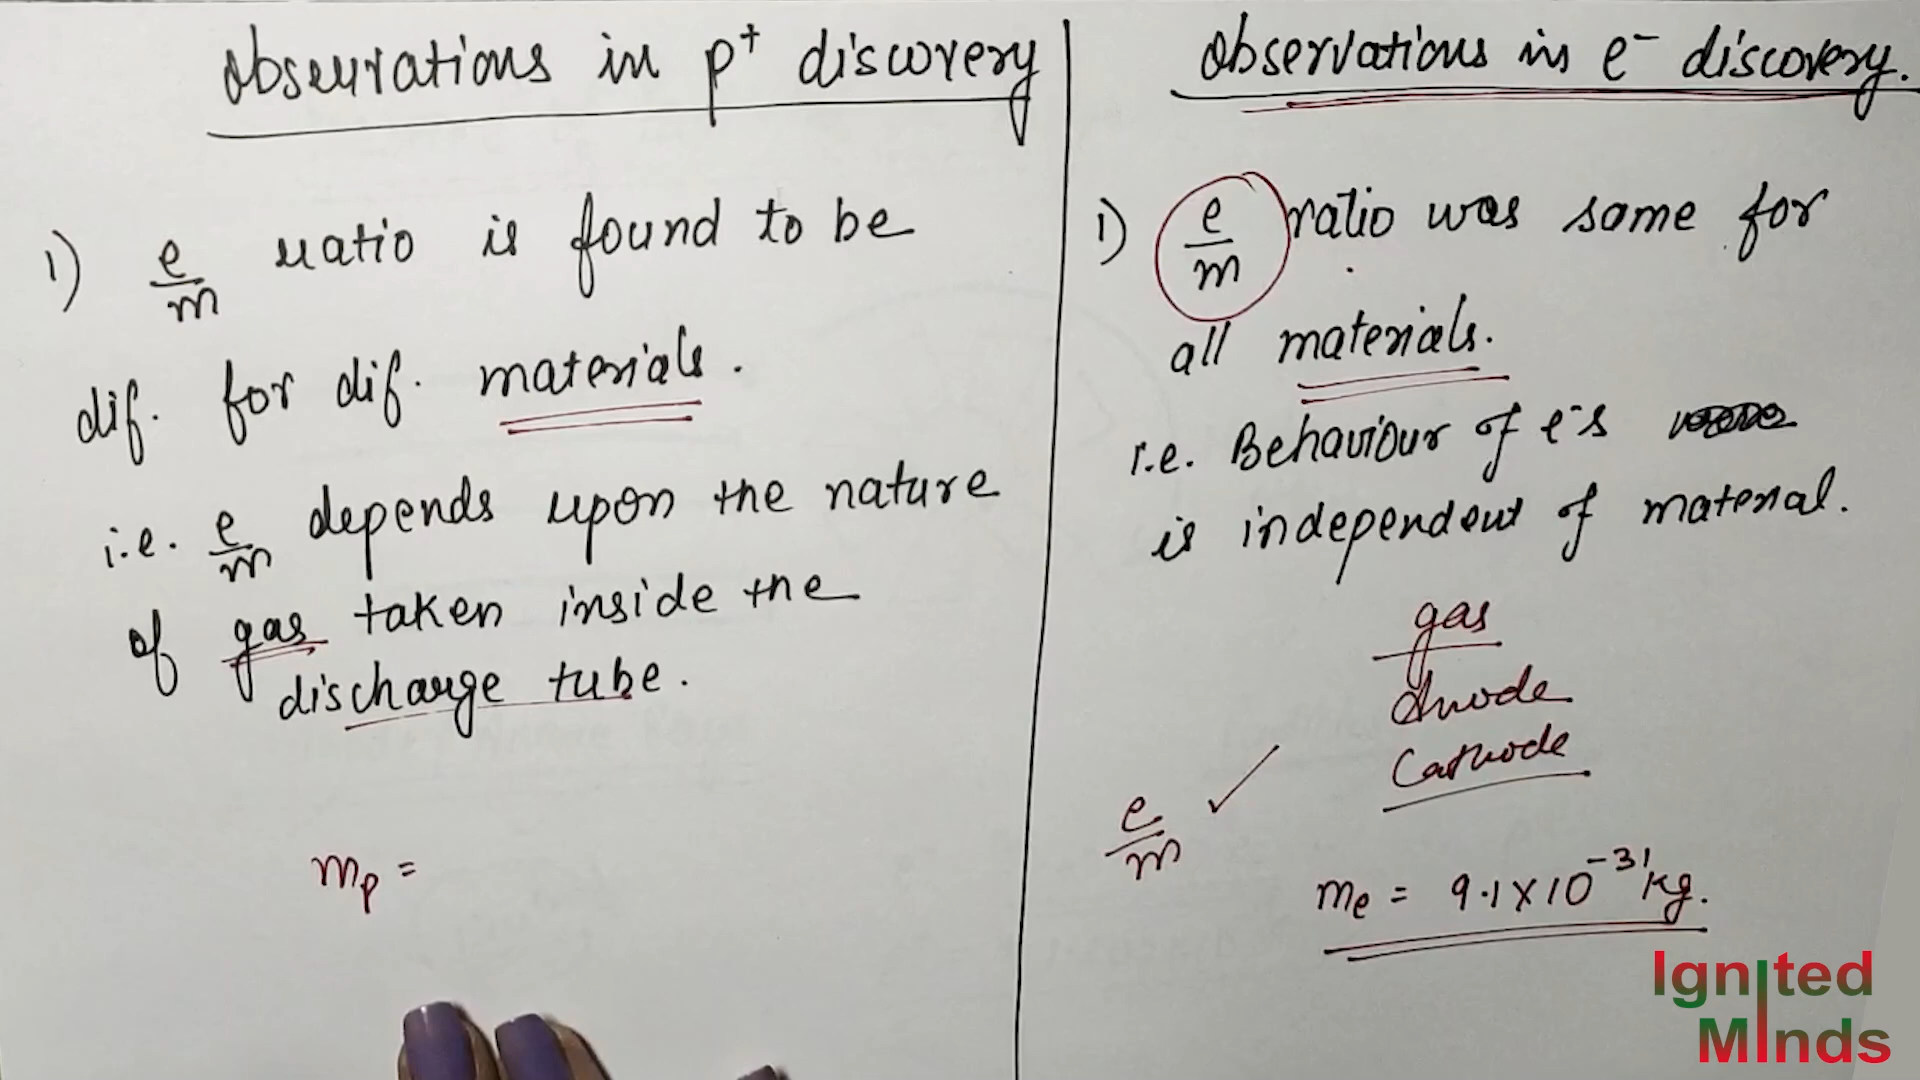 Observations in p⁺ discovery
1) e/m ratio is found to be
dif. for dif. materials.
i.e. e/m depends upon the nature
of gas taken inside the
discharge tube.
mp =
Observations in e⁻ discovery.
1) e/m ratio was same for
all materials.
i.e. Behaviour of e⁻s
is independent of material.
gas
Anode
Cathode
e/m ✓
me = 9.1 x 10⁻³¹ kg.
Ignited
Minds